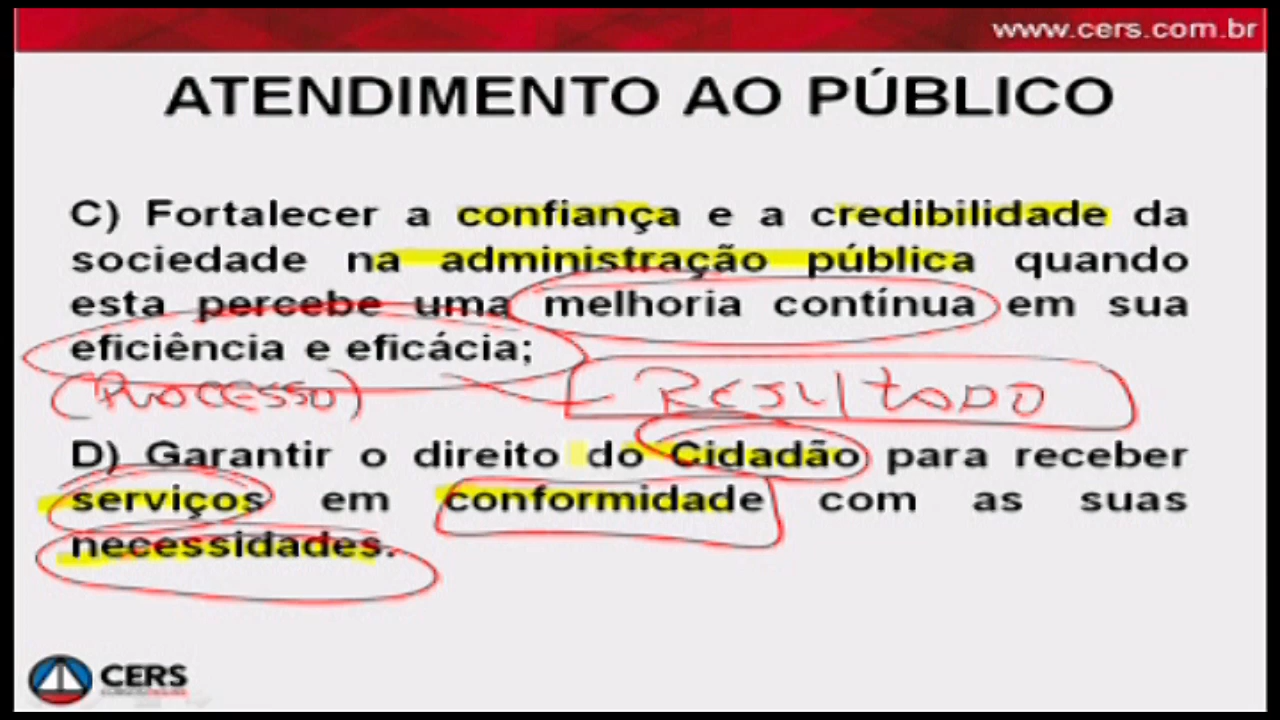 www.cers.com.br
ATENDIMENTO AO PÚBLICO
C) Fortalecer a confiança e a credibilidade da
sociedade na administração pública quando
esta percebe uma melhoria contínua em sua
eficiência e eficácia;
(PROCESSO) RESULTADO
D) Garantir o direito do Cidadão para receber
serviços em conformidade com as suas
necessidades.
CERS